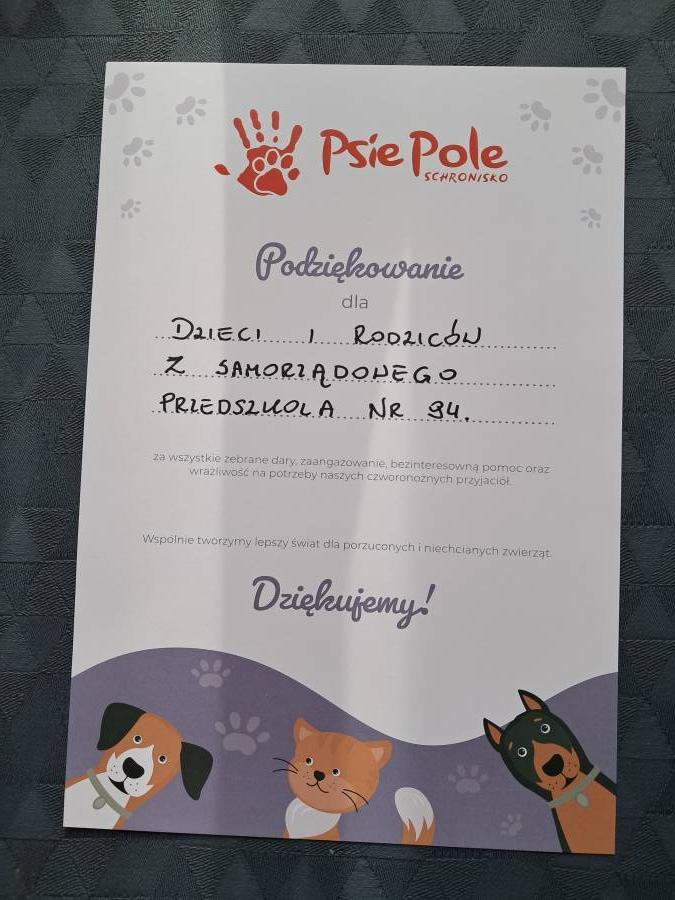 Psie Pole
SCHRONISKO
Podziękowanie
dla
DZIECI I RODZICÓW
Z SAMORZĄDOWEGO
PRZEDSZKOLA NR 94.
za wszystkie zebrane dary, zaangażowanie, bezinteresowną pomoc oraz
wrażliwość na potrzeby naszych czworonożnych przyjaciół.
Wspólnie tworzymy lepszy świat dla porzuconych i niechcianych zwierząt.
Dziękujemy!